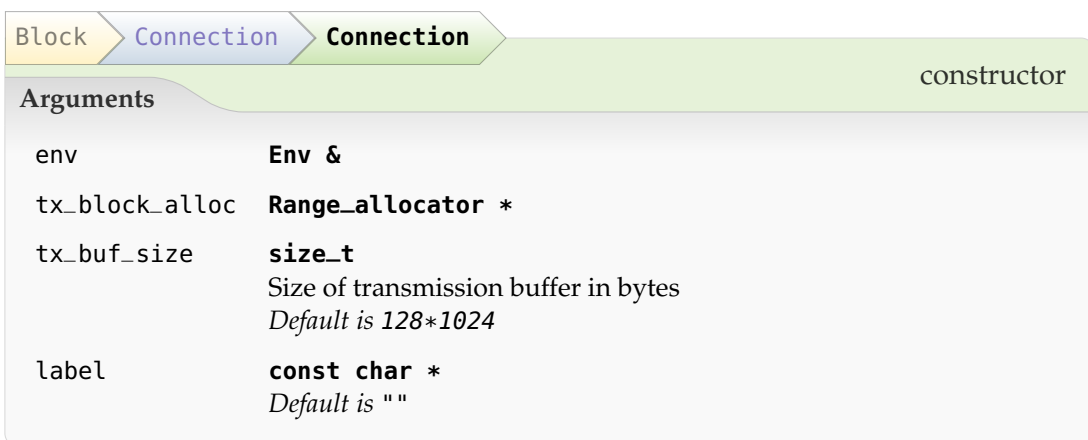 Block Connection Connection
constructor
Arguments
env Env &
tx_block_alloc Range_allocator *
tx_buf_size size_t
Size of transmission buffer in bytes
Default is 128*1024
label const char *
Default is ""